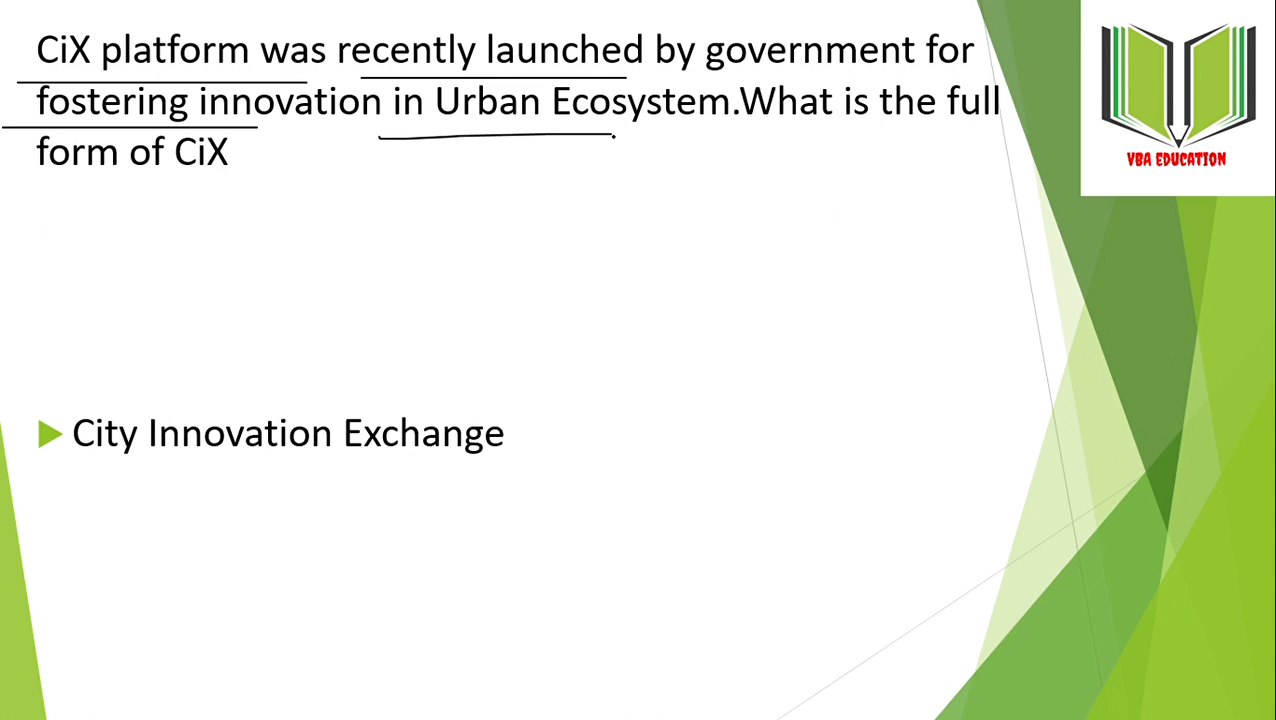 CiX platform was recently launched by government for
fostering innovation in Urban Ecosystem.What is the full
form of CiX
VBA EDUCATION
City Innovation Exchange